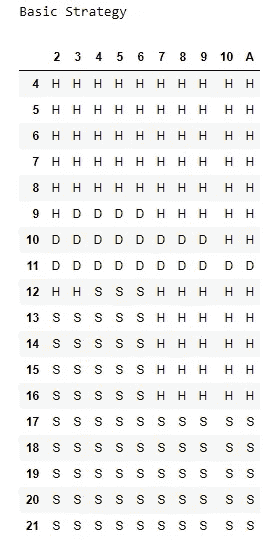 Basic Strategy
2 3 4 5 6 7 8 9 10 A
4 H H H H H H H H H H
5 H H H H H H H H H H
6 H H H H H H H H H H
7 H H H H H H H H H H
8 H H H H H H H H H H
9 H D D D D H H H H H
10 D D D D D D D D H H
11 D D D D D D D D D D
12 H H S S S H H H H H
13 S S S S S H H H H H
14 S S S S S H H H H H
15 S S S S S H H H H H
16 S S S S S H H H H H
17 S S S S S S S S S S
18 S S S S S S S S S S
19 S S S S S S S S S S
20 S S S S S S S S S S
21 S S S S S S S S S S